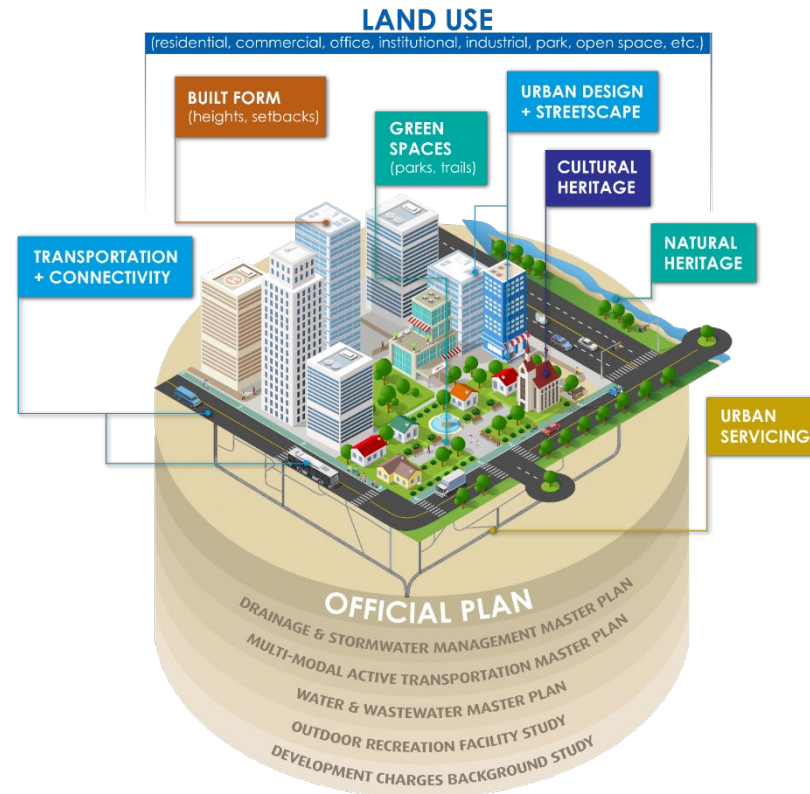 LAND USE
(residential, commercial, office, institutional, industrial, park, open space, etc.)
BUILT FORM
(heights, setbacks)
GREEN
SPACES
(parks, trails)
URBAN DESIGN
+ STREETSCAPE
CULTURAL
HERITAGE
NATURAL
HERITAGE
TRANSPORTATION
+ CONNECTIVITY
URBAN
SERVICING
OFFICIAL PLAN
DRAINAGE & STORMWATER MANAGEMENT MASTER PLAN
MULTI-MODAL ACTIVE TRANSPORTATION MASTER PLAN
WATER & WASTEWATER MASTER PLAN
OUTDOOR RECREATION FACILITY STUDY
DEVELOPMENT CHARGES BACKGROUND STUDY